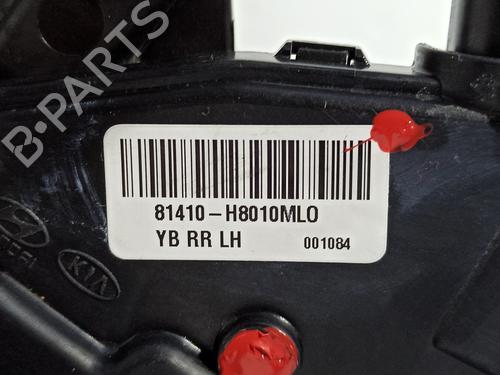 B-PARTS
81410-H8010MLO
YB RR LH 001084
KIA